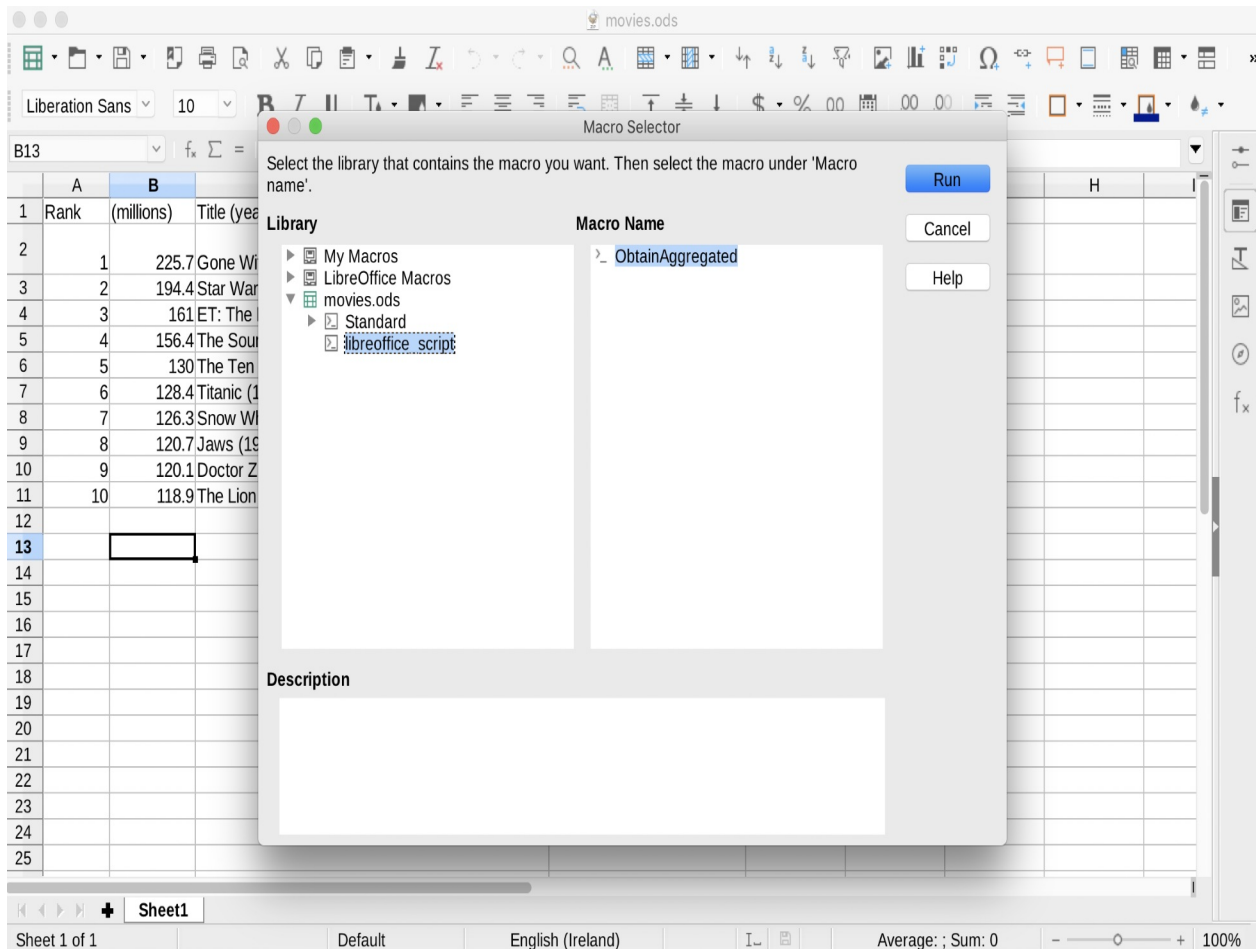 movies.ods
Liberation Sans 10
$ % 00 .00 .00
B13 fx Σ =
Macro Selector
Select the library that contains the macro you want. Then select the macro under 'Macro
name'.
Library
My Macros
LibreOffice Macros
movies.ods
Standard
libreoffice_script
Macro Name
ObtainAggregated
Run
Cancel
Help
Description
A B H
1 Rank (millions) Title (yea
2 1 225.7 Gone Wi
3 2 194.4 Star War
4 3 161 ET: The
5 4 156.4 The Sou
6 5 130 The Ten
7 6 128.4 Titanic (1
8 7 126.3 Snow Wh
9 8 120.7 Jaws (19
10 9 120.1 Doctor Z
11 10 118.9 The Lion
12
13
14
15
16
17
18
19
20
21
22
23
24
25
Sheet1
Sheet 1 of 1 Default English (Ireland) Average: ; Sum: 0 100%